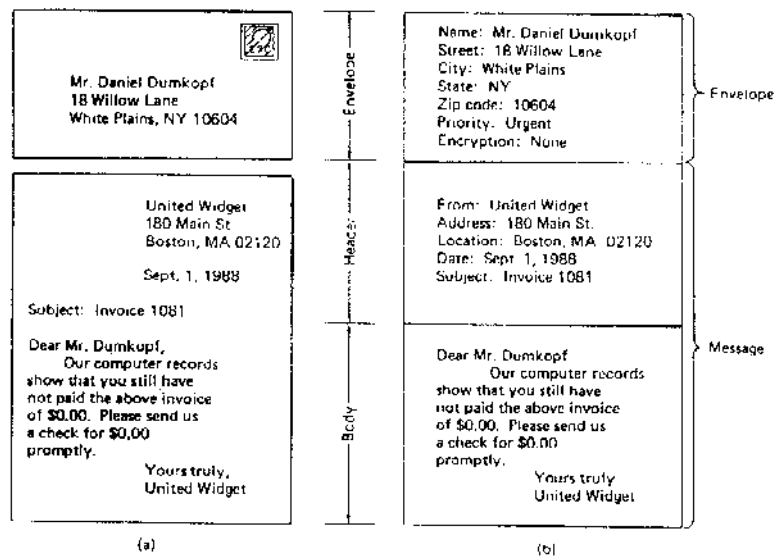 Mr. Daniel Dumkopf
18 Willow Lane
White Plains, NY 10604
United Widget
180 Main St
Boston, MA 02120
Sept. 1, 1988
Subject: Invoice 1081
Dear Mr. Dumkopf,
Our computer records
show that you still have
not paid the above invoice
of $0.00. Please send us
a check for $0.00
promptly.
Yours truly,
United Widget
(a)
Envelope
Header
Body
Name: Mr. Daniel Dumkopf
Street: 18 Willow Lane
City: White Plains
State: NY
Zip code: 10604
Priority: Urgent
Encryption: None
From: United Widget
Address: 180 Main St.
Location: Boston, MA 02120
Date: Sept. 1, 1988
Subject: Invoice 1081
Dear Mr. Dumkopf
Our computer records
show that you still have
not paid the above invoice
of $0.00. Please send us
a check for $0.00
promptly.
Yours truly
United Widget
(b)
Envelope
Message